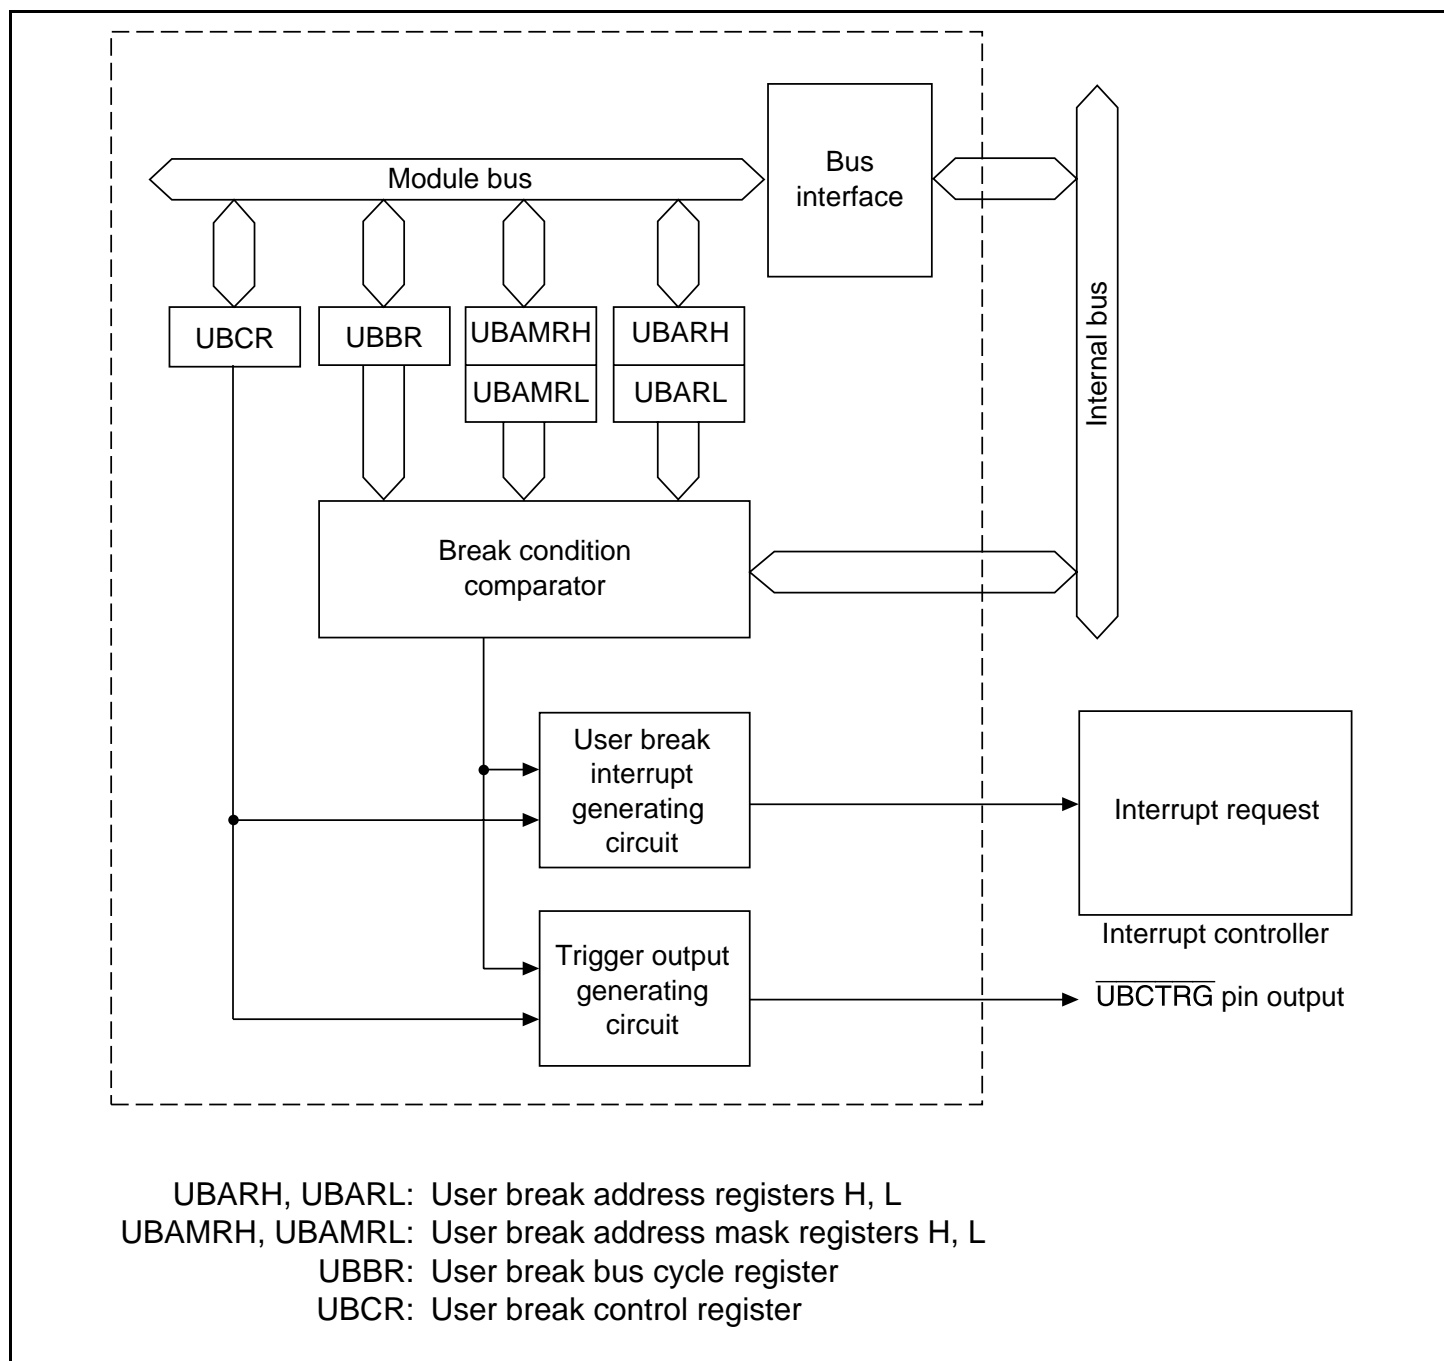 Bus
interface
Module bus
UBCR
UBBR
UBAMRH
UBARH
UBAMRL
UBARL
Internal bus
Break condition
comparator
User break
interrupt
generating
circuit
Interrupt request
Interrupt controller
Trigger output
generating
circuit
UBCTRG pin output
UBARH, UBARL: User break address registers H, L
UBAMRH, UBAMRL: User break address mask registers H, L
UBBR: User break bus cycle register
UBCR: User break control register